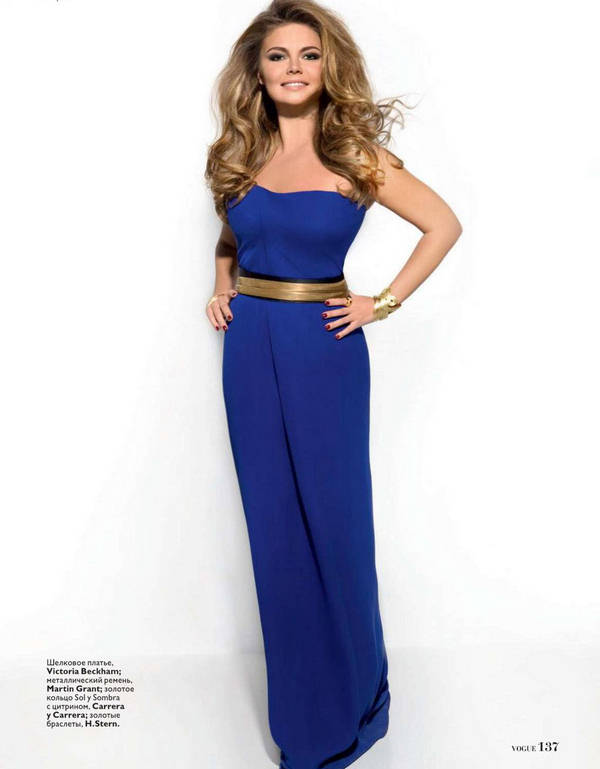 Шелковое платье,
Victoria Beckham;
металлический ремень,
Martin Grant; золотое
кольцо Sol y Sombra
с цитрином, Carrera
y Carrera; золотые
браслеты, H.Stern.
VOGUE 137